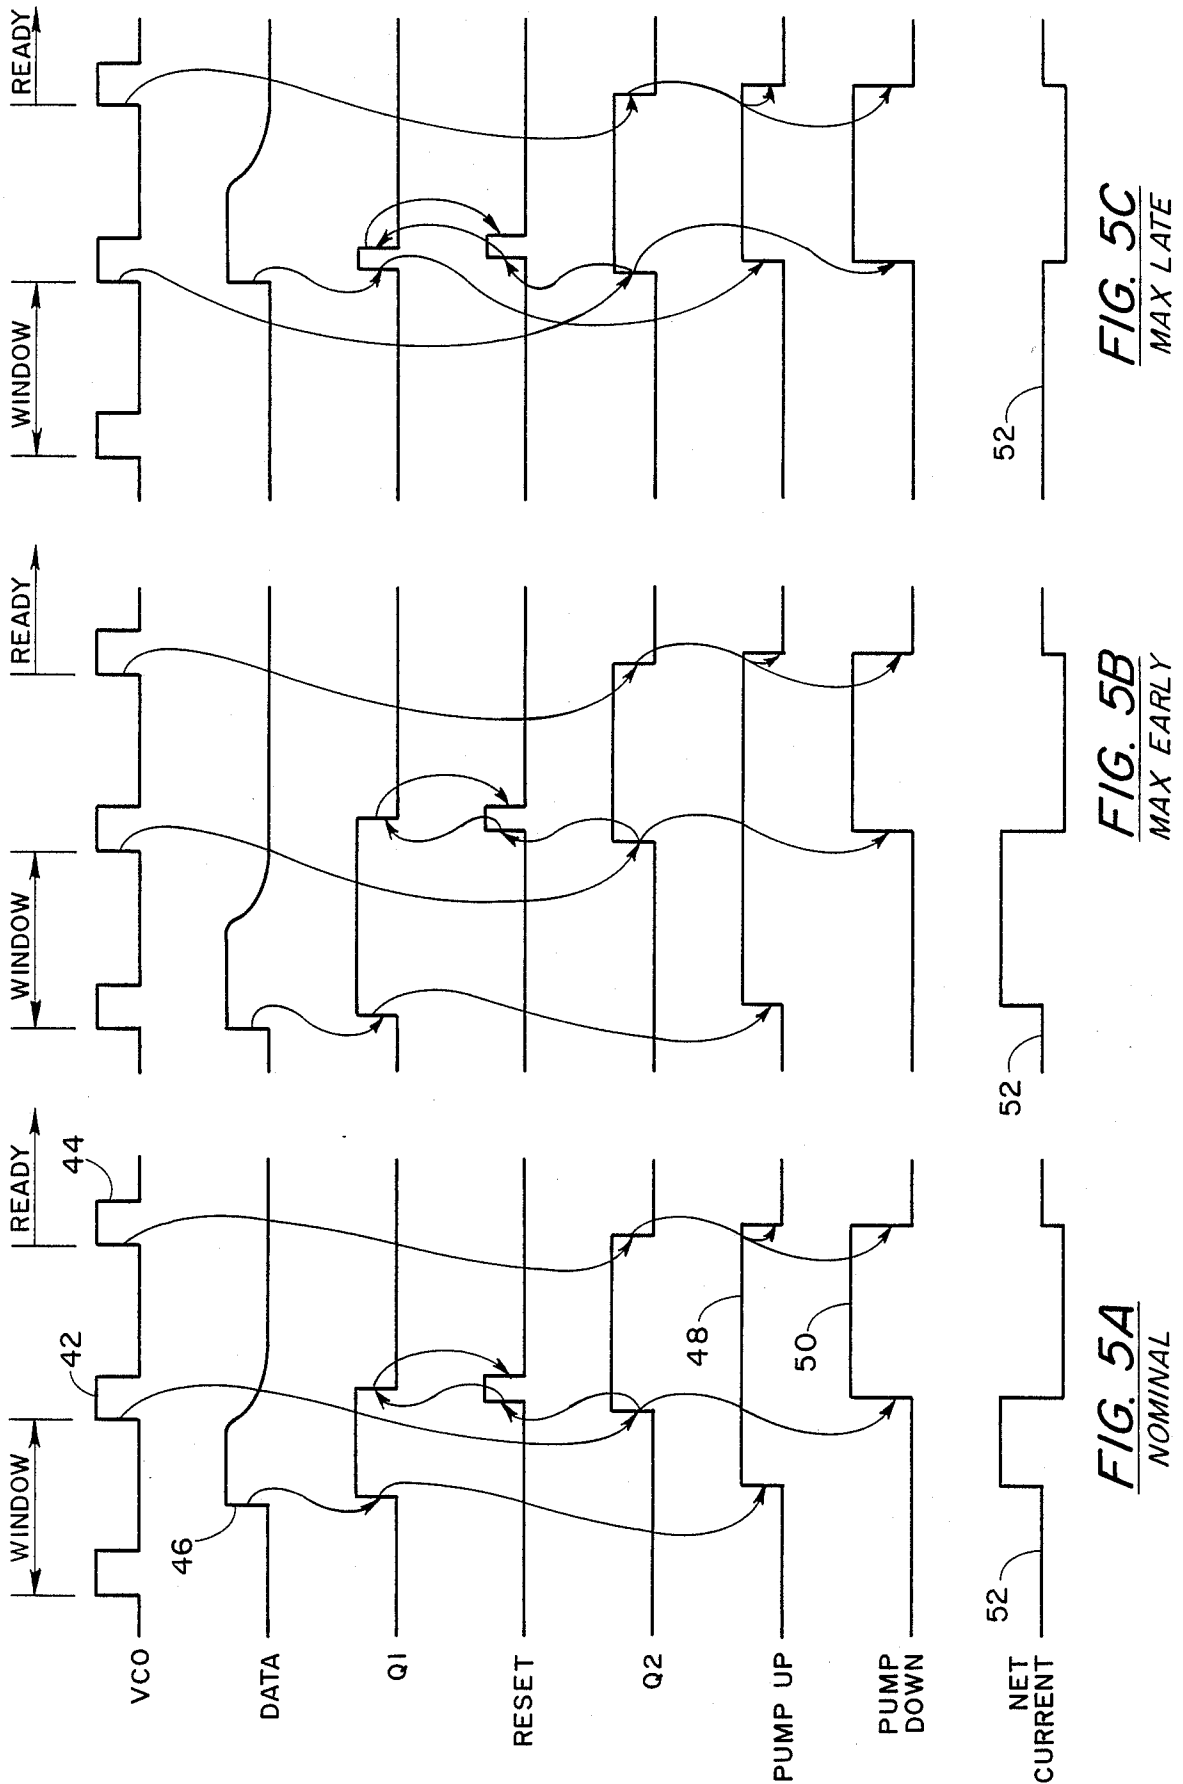 WINDOW
READY
WINDOW
READY
WINDOW
READY
VCO
42
44
DATA
46
Q1
RESET
Q2
PUMP UP
48
PUMP
DOWN
50
NET
CURRENT
52
52
52
FIG. 5A
NOMINAL
FIG. 5B
MAX EARLY
FIG. 5C
MAX LATE